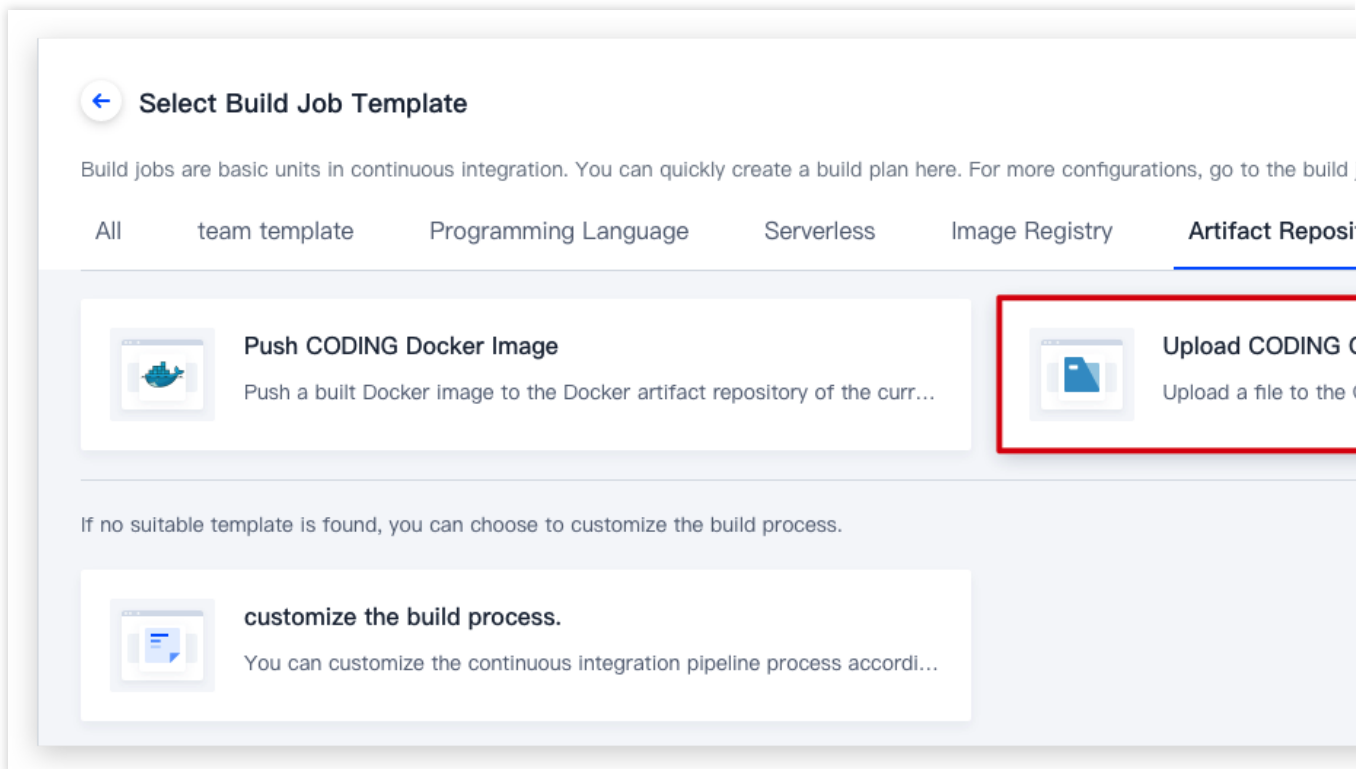 Select Build Job Template
Build jobs are basic units in continuous integration. You can quickly create a build plan here. For more configurations, go to the build
All team template Programming Language Serverless Image Registry Artifact
Push CODING Docker Image
Push a built Docker image to the Docker artifact repository of the curr...
Upload CODING
Upload a file to the
If no suitable template is found, you can choose to customize the build process.
customize the build process.
You can customize the continuous integration pipeline process accordi...